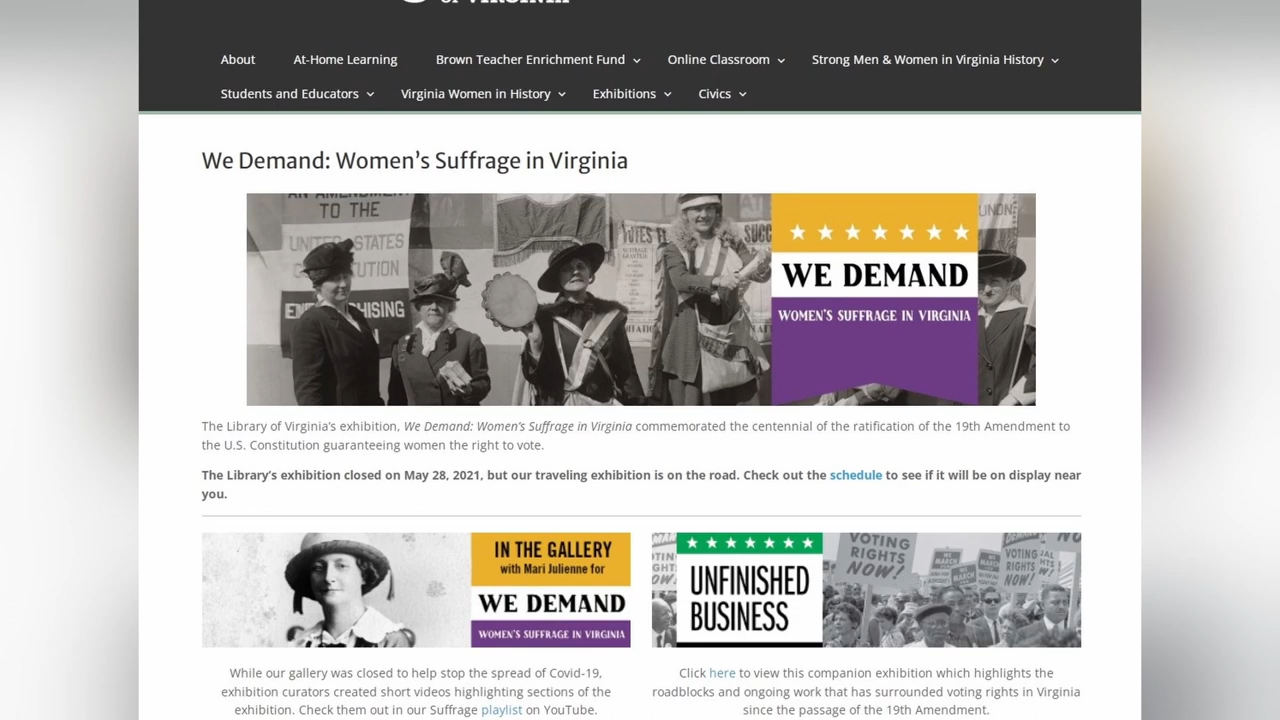 of VIRGINIA
About At-Home Learning Brown Teacher Enrichment Fund Online Classroom Strong Men & Women in Virginia History
Students and Educators Virginia Women in History Exhibitions Civics
We Demand: Women's Suffrage in Virginia
AN AMENDMENT
TO THE
UNITED STATES
VOTES
SUCC
WE DEMAND
WOMEN'S SUFFRAGE IN VIRGINIA
The Library of Virginia's exhibition, We Demand: Women's Suffrage in Virginia commemorated the centennial of the ratification of the 19th Amendment to
the U.S. Constitution guaranteeing women the right to vote.
The Library's exhibition closed on May 28, 2021, but our traveling exhibition is on the road. Check out the schedule to see if it will be on display near
you.
IN THE GALLERY
with Mari Julienne for
WE DEMAND
WOMEN'S SUFFRAGE IN VIRGINIA
UNFINISHED
BUSINESS
VOTING
RIGHTS
NOW!
WE
MARCH
VOTING
RIGHTS
NOW!
While our gallery was closed to help stop the spread of Covid-19,
exhibition curators created short videos highlighting sections of the
exhibition. Check them out in our Suffrage playlist on YouTube.
Click here to view this companion exhibition which highlights the
roadblocks and ongoing work that has surrounded voting rights in Virginia
since the passage of the 19th Amendment.